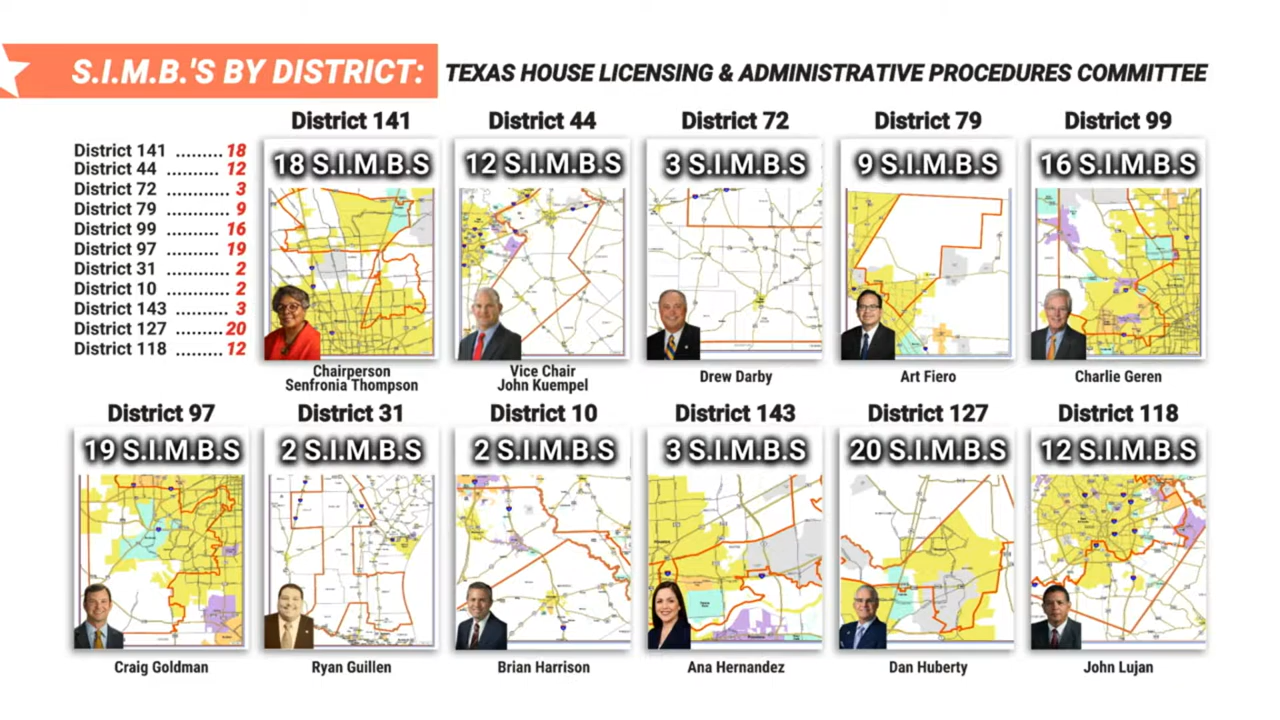 S.I.M.B.'S BY DISTRICT: TEXAS HOUSE LICENSING & ADMINISTRATIVE PROCEDURES COMMITTEE
District 141 ......... 18
District 44 ............ 12
District 72 ............ 3
District 79 ............ 9
District 99 ............ 16
District 97 ............ 19
District 31 ............ 2
District 10 ............ 2
District 143 .......... 3
District 127 ......... 20
District 118 ......... 12
District 141
18 S.I.M.B.S
Chairperson
Senfronia Thompson
District 44
12 S.I.M.B.S
Vice Chair
John Kuempel
District 72
3 S.I.M.B.S
Drew Darby
District 79
9 S.I.M.B.S
Art Fiero
District 99
16 S.I.M.B.S
Charlie Geren
District 97
19 S.I.M.B.S
Craig Goldman
District 31
2 S.I.M.B.S
Ryan Guillen
District 10
2 S.I.M.B.S
Brian Harrison
District 143
3 S.I.M.B.S
Ana Hernandez
District 127
20 S.I.M.B.S
Dan Huberty
District 118
12 S.I.M.B.S
John Lujan